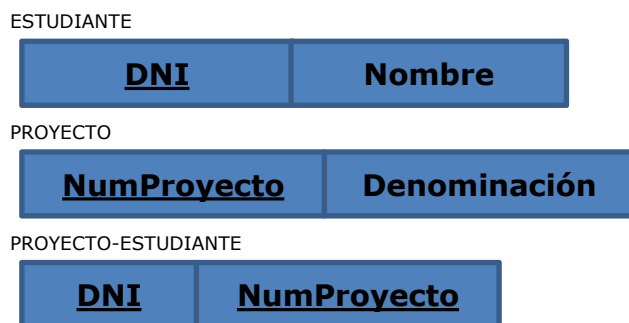 ESTUDIANTE
DNI Nombre
PROYECTO
NumProyecto Denominación
PROYECTO-ESTUDIANTE
DNI NumProyecto